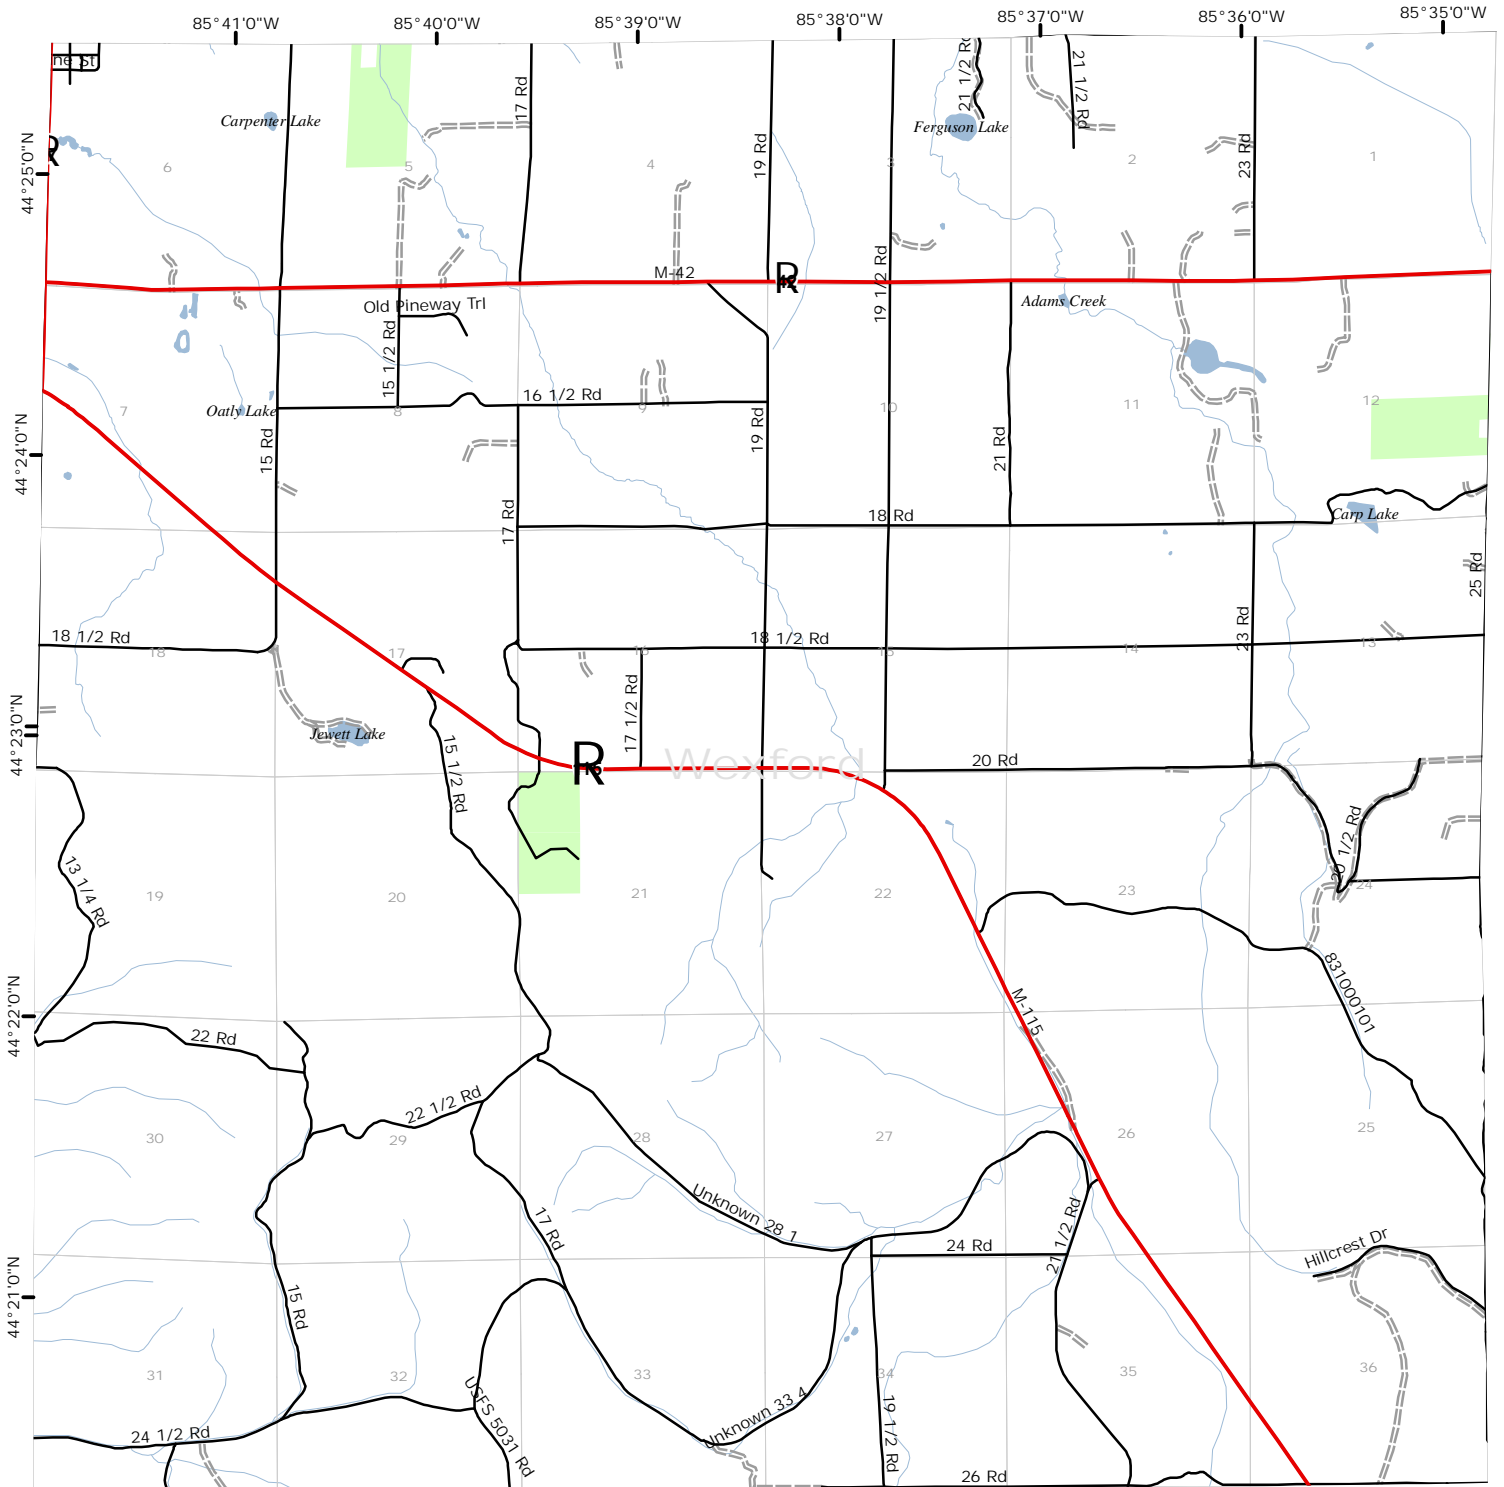 85°41'0"W
85°40'0"W
85°39'0"W
85°38'0"W
85°37'0"W
85°36'0"W
85°35'0"W
ne St
17 Rd
21 1/2 Rd
21 1/2 Rd
Carpenter Lake
Ferguson Lake
44°25'0"N
R
6
5
4
19 Rd
3
2
23 Rd
1
M-42
R
42
19 1/2 Rd
Old Pineway Trl
Adams Creek
15 1/2 Rd
16 1/2 Rd
7
Oatly Lake
8
9
10
11
12
44°24'0"N
15 Rd
19 Rd
21 Rd
17 Rd
18 Rd
Carp Lake
25 Rd
18 1/2 Rd
18
17
16
18 1/2 Rd
15
14
23 Rd
13
44°23'0"N
Jewett Lake
17 1/2 Rd
15 1/2 Rd
R
Wexford
20 Rd
20 1/2 Rd
13 1/4 Rd
19
20
21
22
23
24
831000101
44°22'0"N
22 Rd
M-115
22 1/2 Rd
30
29
28
27
26
25
Unknown 28 1
17 Rd
24 Rd
21 1/2 Rd
Hillcrest Dr
44°21'0"N
15 Rd
31
32
33
34
35
36
USFS 5031 Rd
Unknown 33 4
19 1/2 Rd
24 1/2 Rd
26 Rd